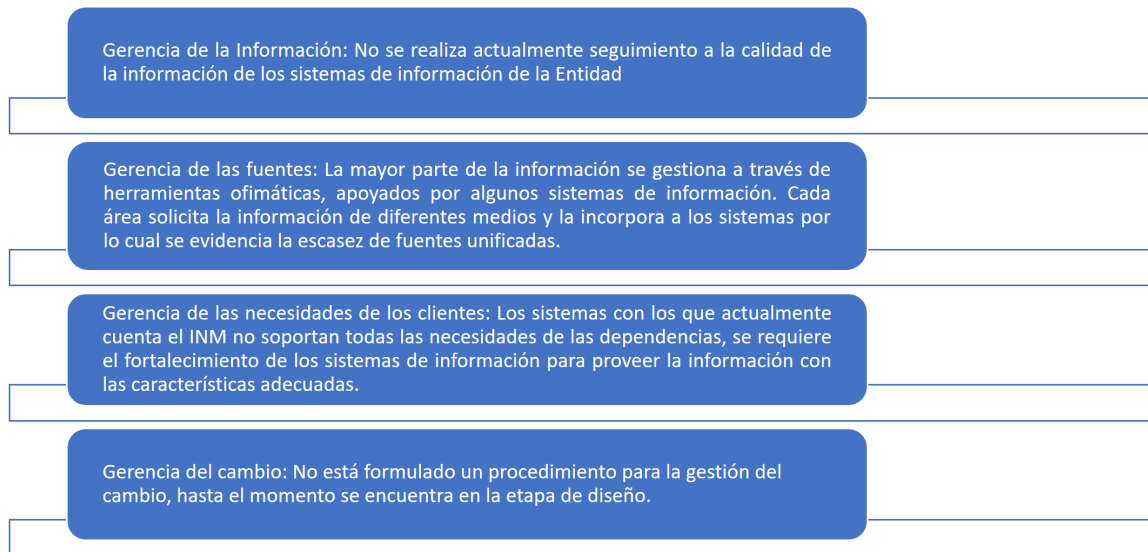 Gerencia de la Información: No se realiza actualmente seguimiento a la calidad de
la información de los sistemas de información de la Entidad
Gerencia de las fuentes: La mayor parte de la información se gestiona a través de
herramientas ofimáticas, apoyados por algunos sistemas de información. Cada
área solicita la información de diferentes medios y la incorpora a los sistemas por
lo cual se evidencia la escasez de fuentes unificadas.
Gerencia de las necesidades de los clientes: Los sistemas con los que actualmente
cuenta el INM no soportan todas las necesidades de las dependencias, se requiere
el fortalecimiento de los sistemas de información para proveer la información con
las características adecuadas.
Gerencia del cambio: No está formulado un procedimiento para la gestión del
cambio, hasta el momento se encuentra en la etapa de diseño.